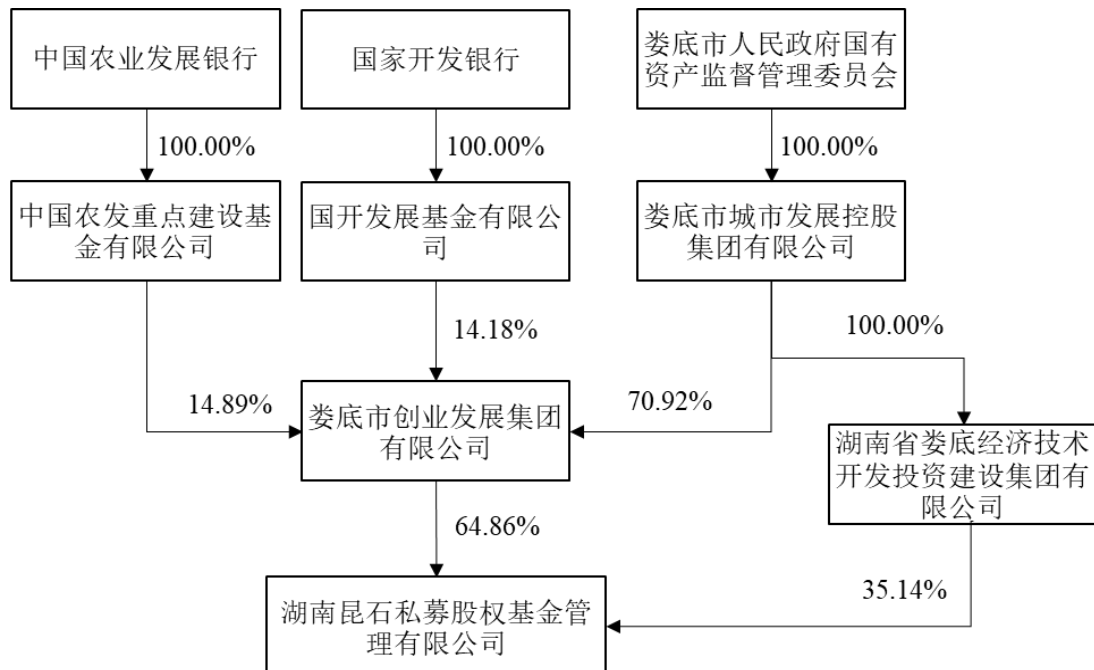 中国农业发展银行
国家开发银行
娄底市人民政府国有
资产监督管理委员会
100.00%
100.00%
100.00%
中国农发重点建设基
金有限公司
国开发展基金有限公
司
娄底市城市发展控股
集团有限公司
14.18%
100.00%
14.89%
70.92%
娄底市创业发展集团
有限公司
湖南省娄底经济技术
开发投资建设集团有
限公司
64.86%
35.14%
湖南昆石私募股权基金管
理有限公司